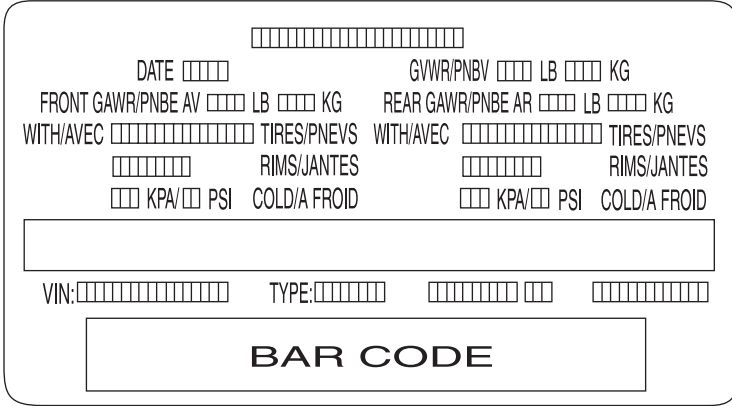 DATE GVWR/PNBV LB KG
FRONT GAWR/PNBE AV LB KG REAR GAWR/PNBE AR LB KG
WITH/AVEC TIRES/PNEVS WITH/AVEC TIRES/PNEVS
RIMS/JANTES RIMS/JANTES
KPA/ PSI COLD/A FROID KPA/ PSI COLD/A FROID
VIN: TYPE:
BAR CODE